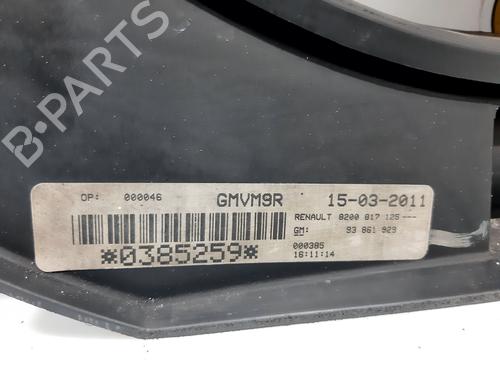 B-PARTS
OP: 000046 GMVM9R 15-03-2011
RENAULT 8200 817 125 ---
GM: 93 861 929
*0385259*
000385
16:11:14